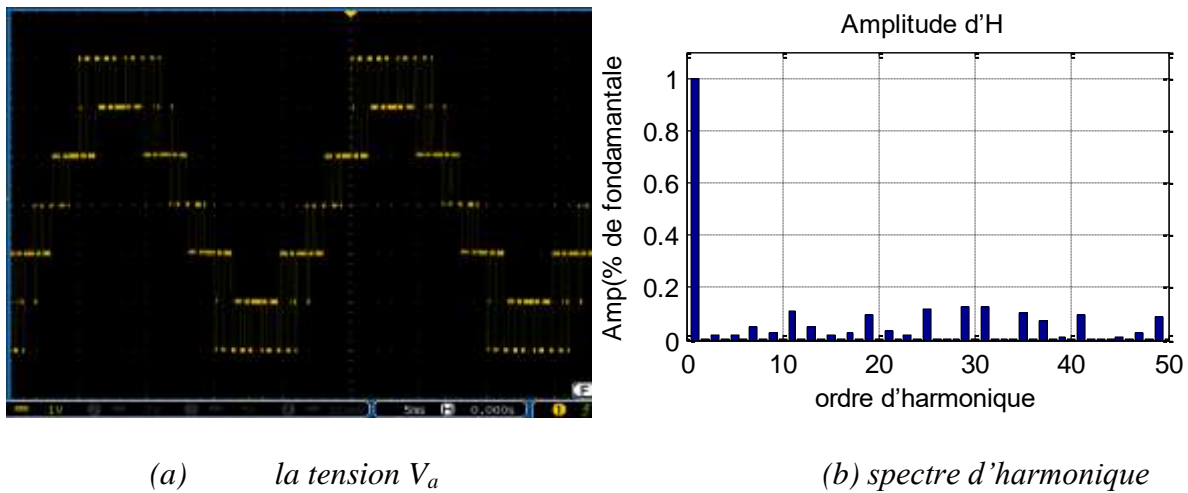 Amplitude d'H
Amp(% de fondamantale
1
0.8
0.6
0.4
0.2
0
0 10 20 30 40 50
ordre d'harmonique
1V 5ms H 0.000s 1
F
(a) la tension Va
(b) spectre d'harmonique